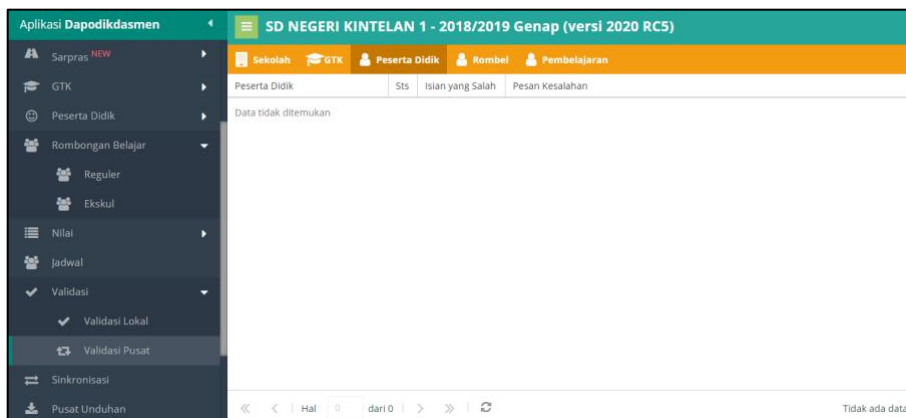 Aplikasi Dapodikdasmen
SD NEGERI KINTELAN 1 - 2018/2019 Genap (versi 2020 RC5)
Sarpras NEW
GTK
Peserta Didik
Rombongan Belajar
Reguler
Ekskul
Nilai
Jadwal
Validasi
Validasi Lokal
Validasi Pusat
Sinkronisasi
Pusat Unduhan
Sekolah GTK Peserta Didik Rombel Pembelajaran
Peserta Didik Sts Isian yang Salah Pesan Kesalahan
Data tidak ditemukan
Hal 0 dari 0 Tidak ada data